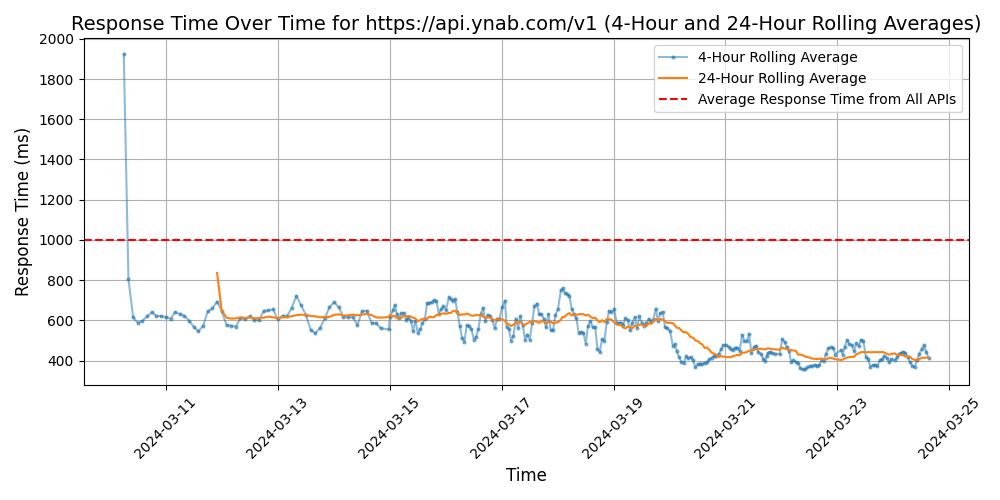 Response Time Over Time for https://api.ynab.com/v1 (4-Hour and 24-Hour Rolling Averages)
4-Hour Rolling Average
24-Hour Rolling Average
Average Response Time from All APIs
Response Time (ms)
2000
1800
1600
1400
1200
1000
800
600
400
2024-03-11
2024-03-13
2024-03-15
2024-03-17
2024-03-19
2024-03-21
2024-03-23
2024-03-25
Time